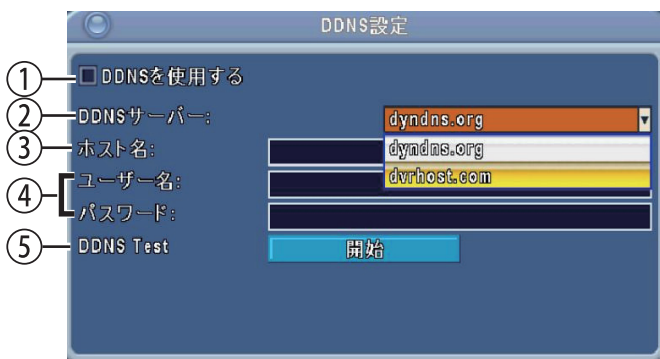 DDNS設定
① DDNSを使用する
② DDNSサーバー: dyndns.org
③ ホスト名: dyndns.org
④ ユーザー名: dvrhost.com
パスワード:
⑤ DDNS Test 開始